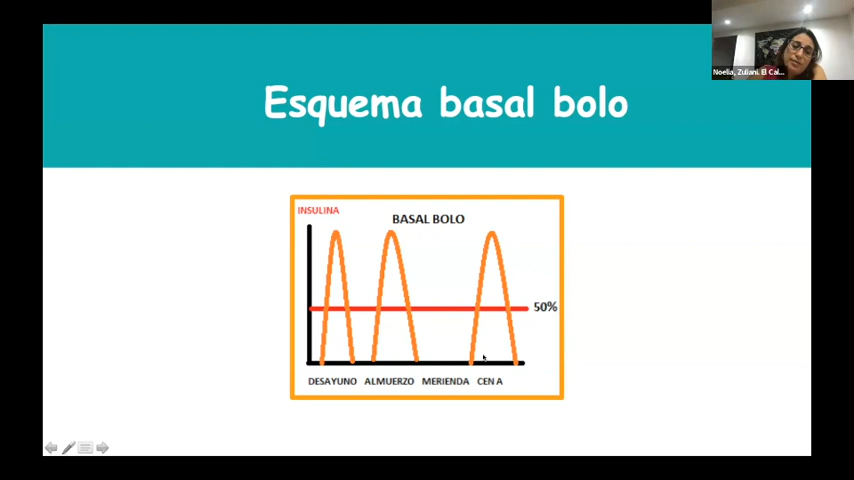 Noelia, Zuliani. El Cal...
Esquema basal bolo
INSULINA
BASAL BOLO
50%
DESAYUNO ALMUERZO MERIENDA CEN A